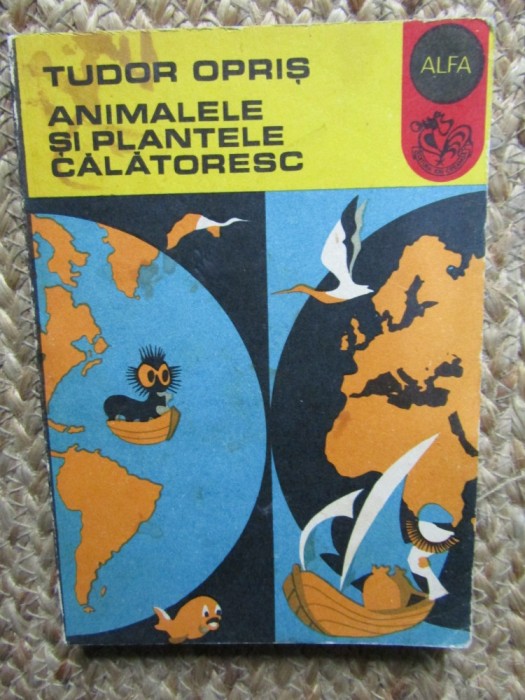 TUDOR OPRIȘ
ANIMALELE
ȘI PLANTELE
CĂLĂTORESC
ALFA